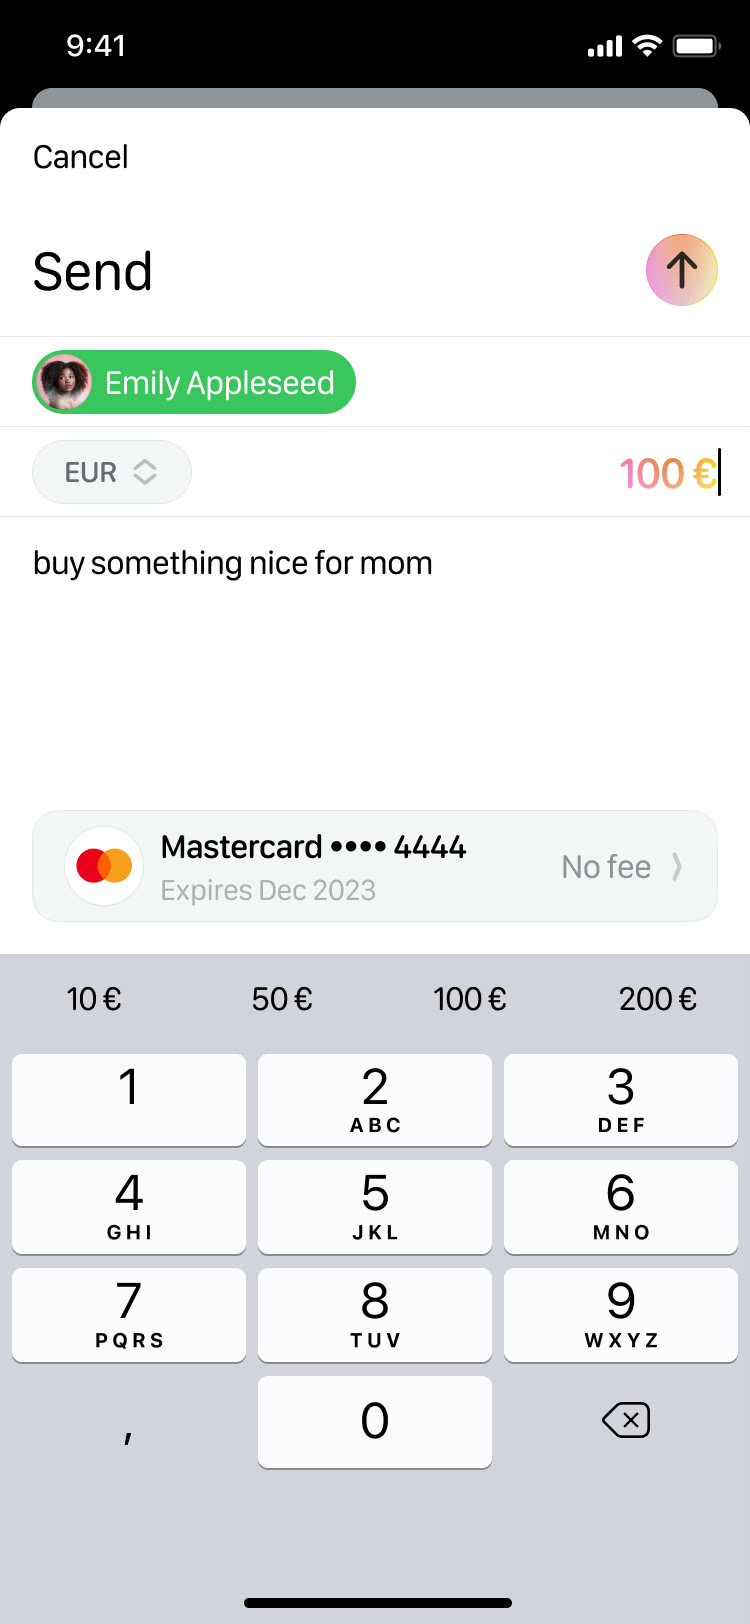 9:41
Cancel
Send
Emily Appleseed
EUR
100 €
buy something nice for mom
Mastercard •••• 4444
Expires Dec 2023
No fee
10 € 50 € 100 € 200 €
1 2 3
ABC DEF
4 5 6
GHI JKL MNO
7 8 9
PQRS TUV WXYZ
, 0